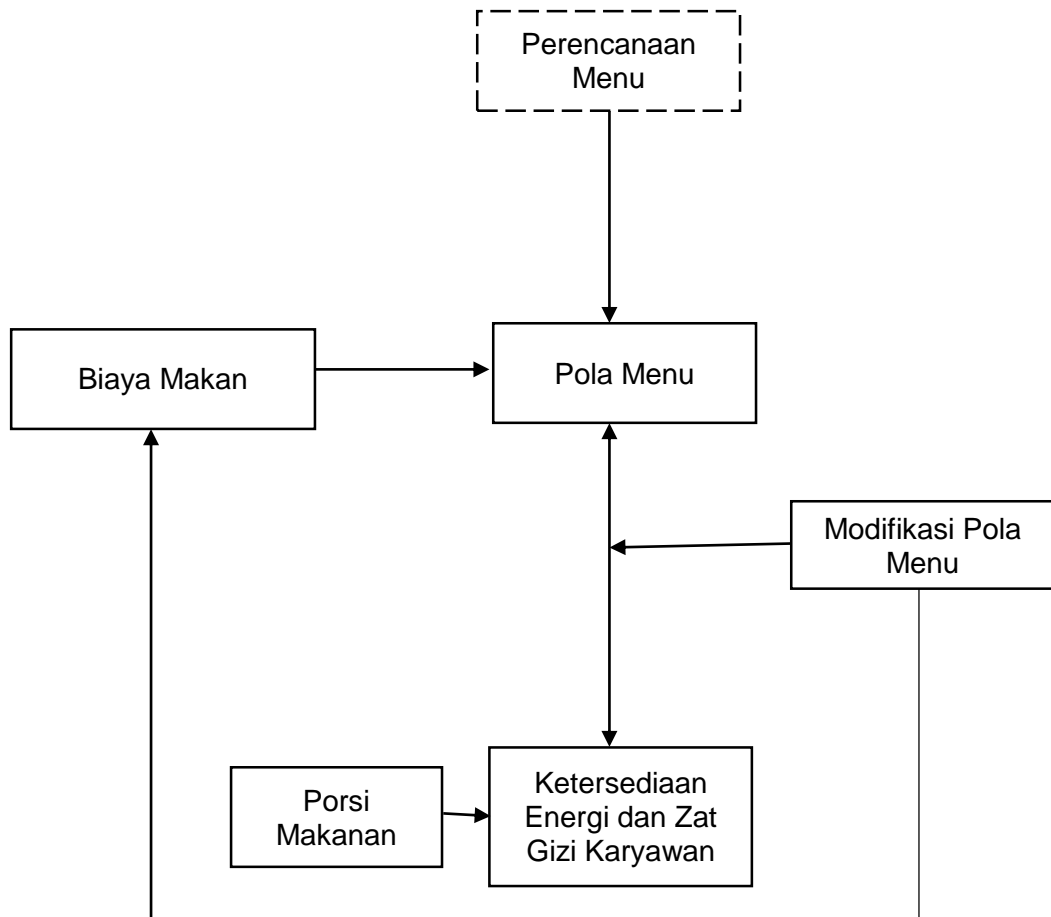 Perencanaan
Menu
Biaya Makan
Pola Menu
Modifikasi Pola
Menu
Porsi
Makanan
Ketersediaan
Energi dan Zat
Gizi Karyawan